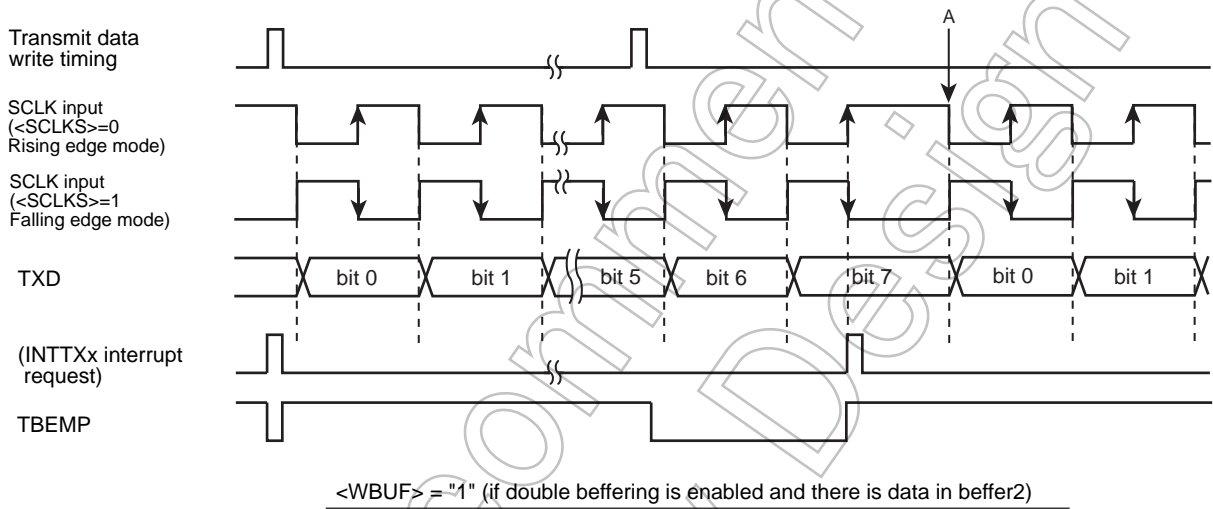 A
Transmit data
write timing
SCLK input
(<SCLKS>=0
Rising edge mode)
SCLK input
(<SCLKS>=1
Falling edge mode)
TXD
bit 0
bit 1
bit 5
bit 6
bit 7
bit 0
bit 1
(INTTXx interrupt
request)
TBEMP
<WBUF> = "1" (if double beffering is enabled and there is data in beffer2)